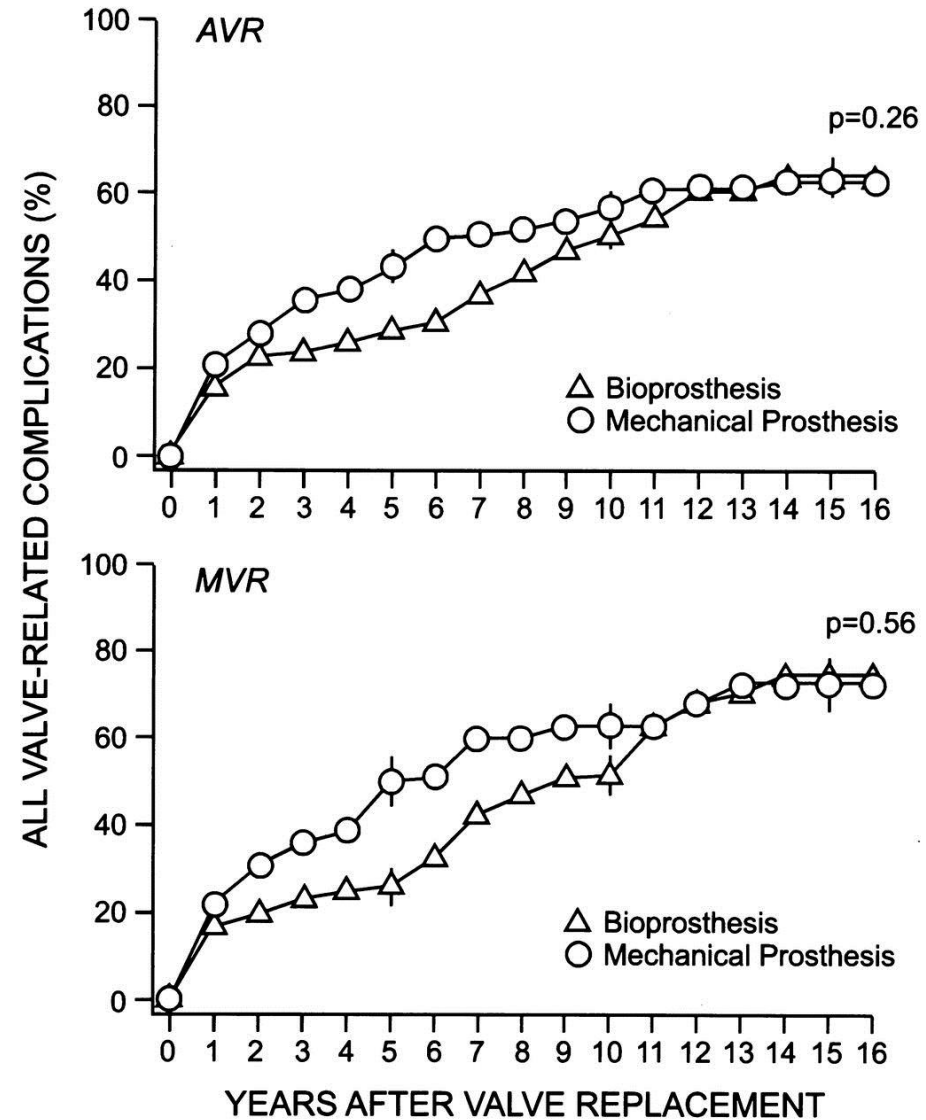 ALL VALVE-RELATED COMPLICATIONS (%)
AVR
100
80
60
40
20
0
p=0.26
Bioprosthesis
Mechanical Prosthesis
0 1 2 3 4 5 6 7 8 9 10 11 12 13 14 15 16
MVR
100
80
60
40
20
0
p=0.56
Bioprosthesis
Mechanical Prosthesis
0 1 2 3 4 5 6 7 8 9 10 11 12 13 14 15 16
YEARS AFTER VALVE REPLACEMENT